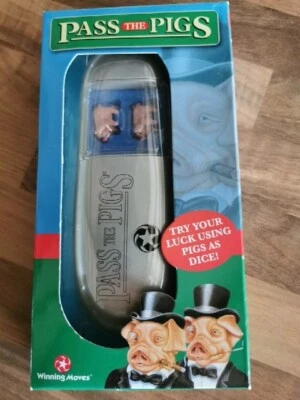 PASS THE PIGS
PASS THE PIGS
TRY YOUR
LUCK USING
PIGS AS
DICE!
Winning Moves